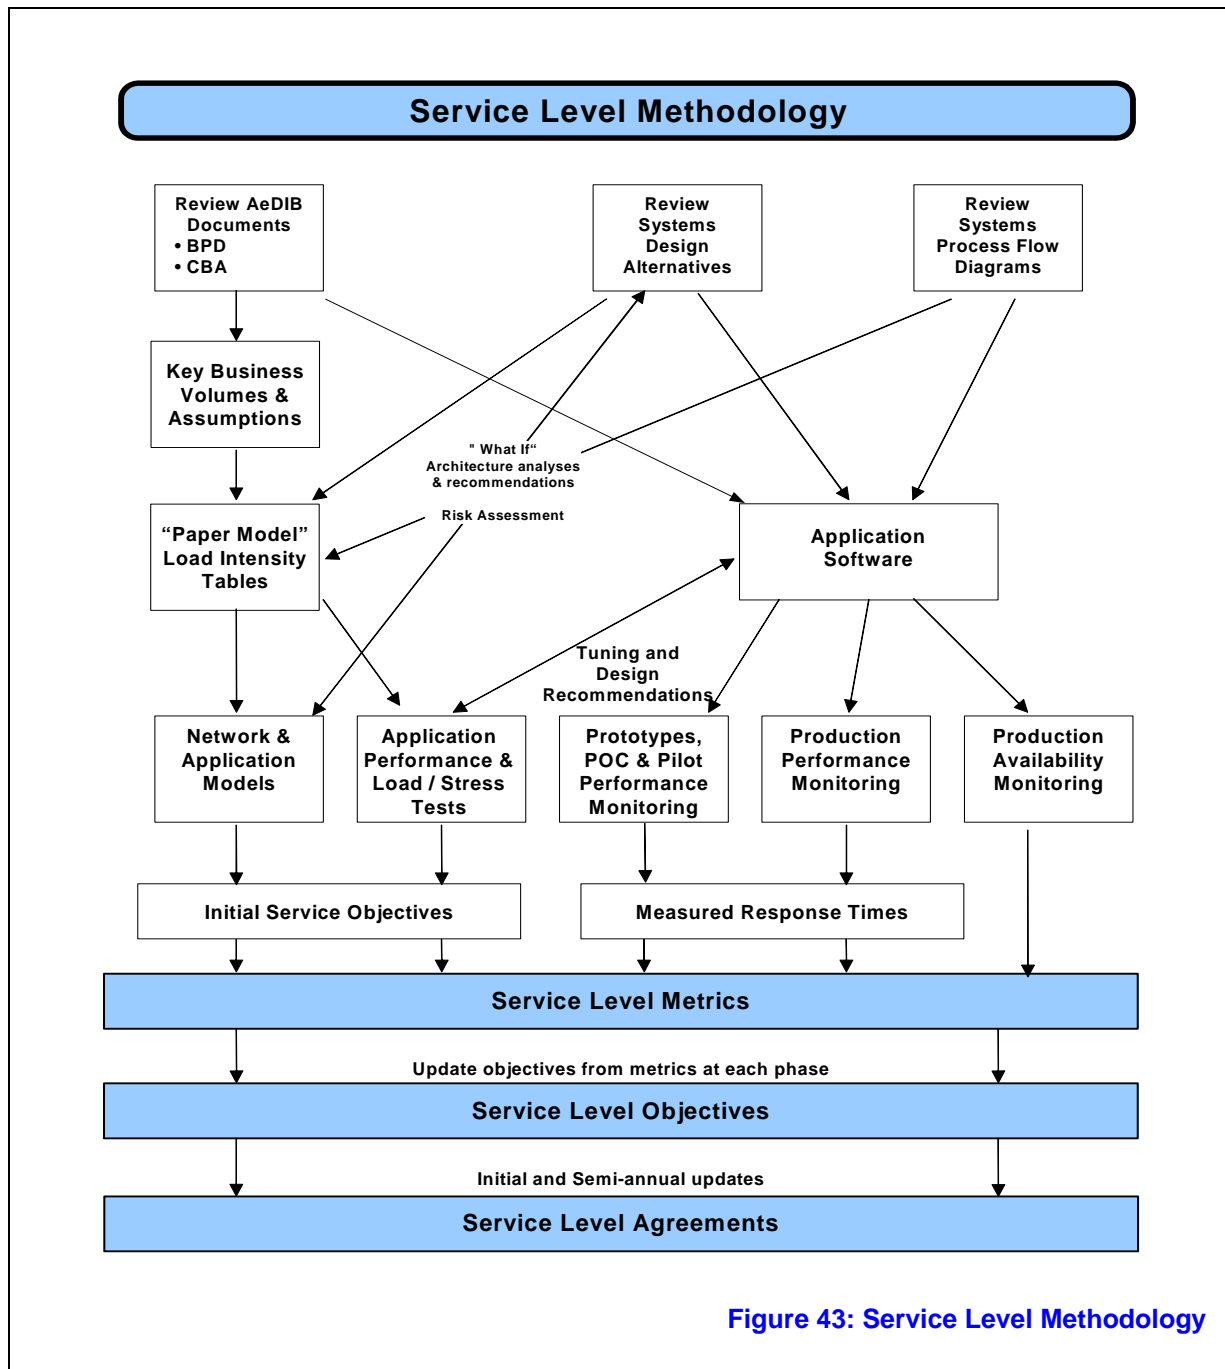 Service Level Methodology
Review AeDIB
Documents
• BPD
• CBA
Review
Systems
Design
Alternatives
Review
Systems
Process Flow
Diagrams
Key Business
Volumes &
Assumptions
" What If“
Architecture analyses
& recommendations
Risk Assessment
“Paper Model”
Load Intensity
Tables
Application
Software
Tuning and
Design
Recommendations
Network &
Application
Models
Application
Performance &
Load / Stress
Tests
Prototypes,
POC & Pilot
Performance
Monitoring
Production
Performance
Monitoring
Production
Availability
Monitoring
Initial Service Objectives
Measured Response Times
Service Level Metrics
Update objectives from metrics at each phase
Service Level Objectives
Initial and Semi-annual updates
Service Level Agreements
Figure 43: Service Level Methodology